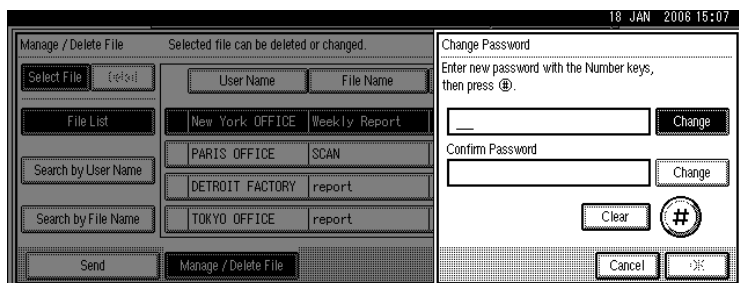 18 JAN 2006 15:07
Manage / Delete File
Selected file can be deleted or changed.
Select File
Detail
User Name
File Name
File List
New York OFFICE
Weekly Report
PARIS OFFICE
SCAN
Search by User Name
DETROIT FACTORY
report
Search by File Name
TOKYO OFFICE
report
Send
Manage / Delete File
Change Password
Enter new password with the Number keys,
then press #.
Change
Confirm Password
Change
Clear
#
Cancel
OK